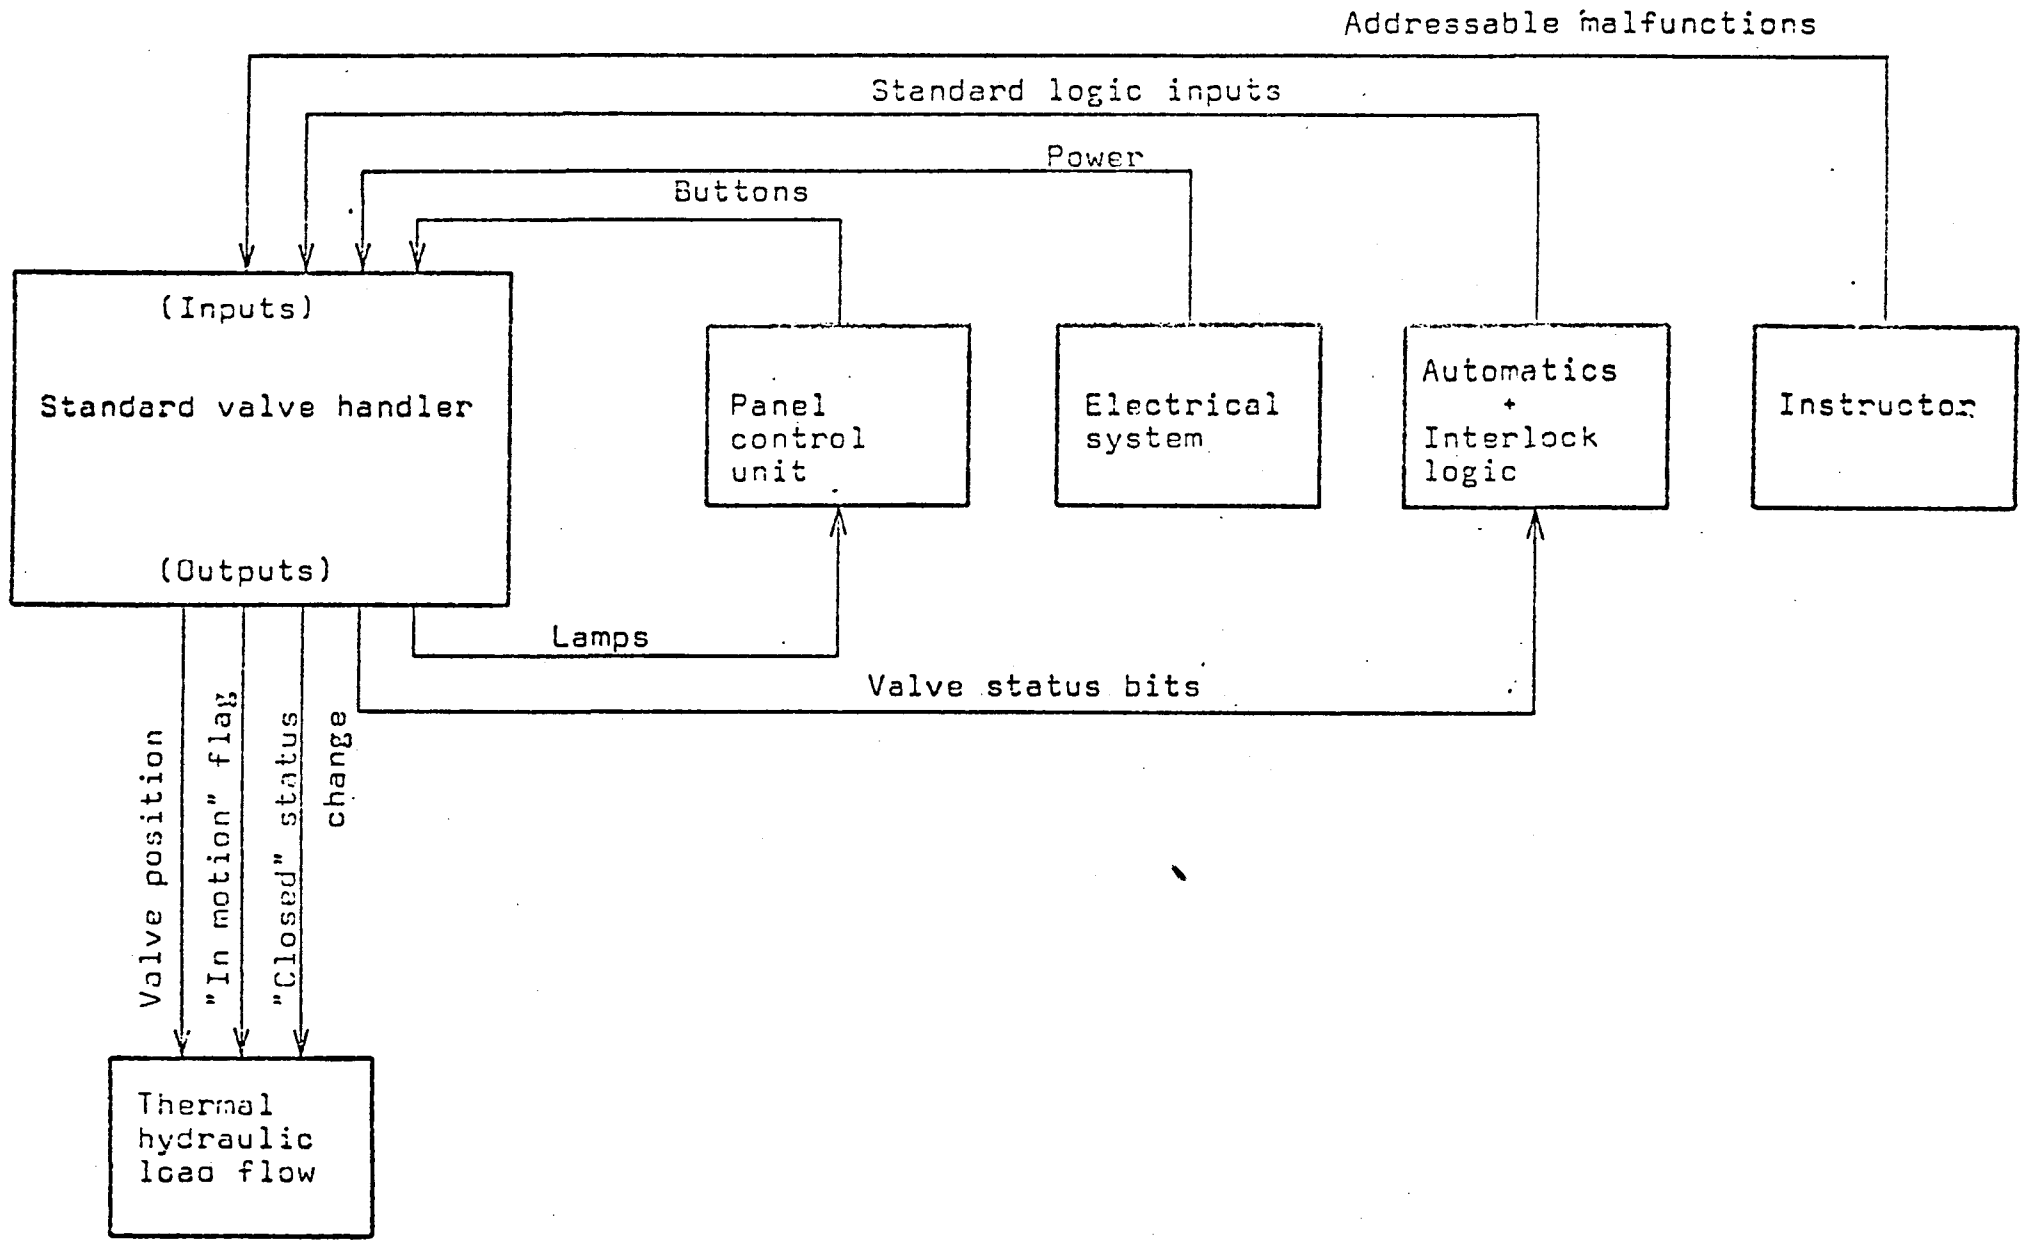 Addressable malfunctions
Standard logic inputs
Power
Buttons
(Inputs)
Standard valve handler
(Outputs)
Panel
control
unit
Electrical
system
Automatics
+
Interlock
logic
Instructor
Lamps
Valve status bits
Valve position
"In motion" flag
"Closed" status
change
Thermal
hydraulic
load flow